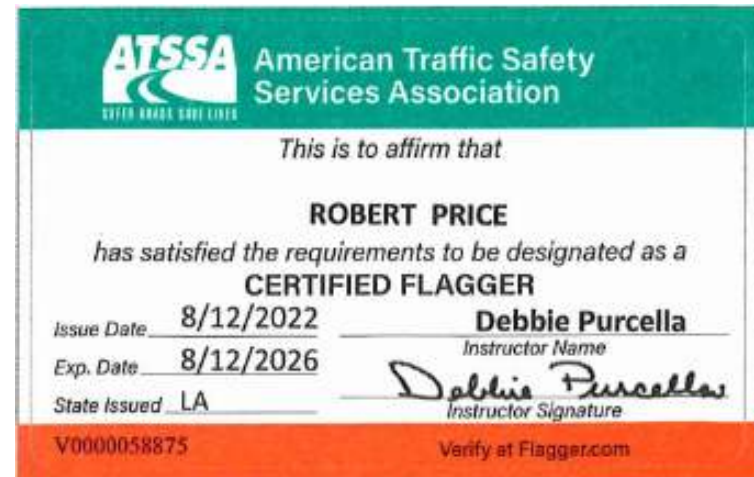 ATSSA
SAFER ROADS SAVE LIVES
American Traffic Safety
Services Association
This is to affirm that
ROBERT PRICE
has satisfied the requirements to be designated as a
CERTIFIED FLAGGER
Issue Date 8/12/2022
Debbie Purcella
Instructor Name
Exp. Date 8/12/2026
Debbie Purcella
Instructor Signature
State Issued LA
V0000058875
Verify at Flagger.com